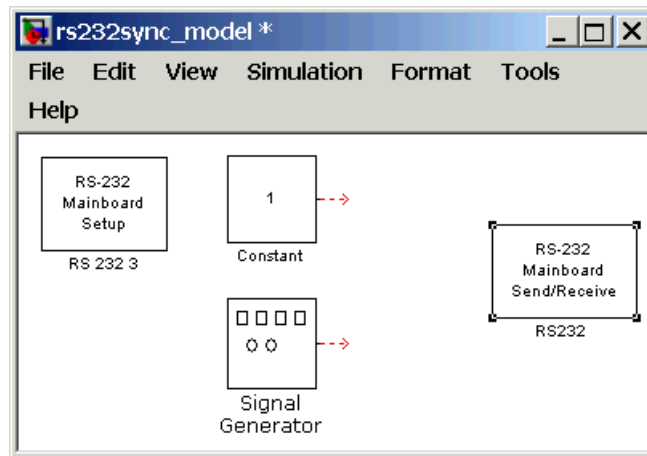 rs232sync_model *
File Edit View Simulation Format Tools
Help
RS-232
Mainboard
Setup
RS 232 3
1
Constant
RS-232
Mainboard
Send/Receive
RS232
Signal
Generator